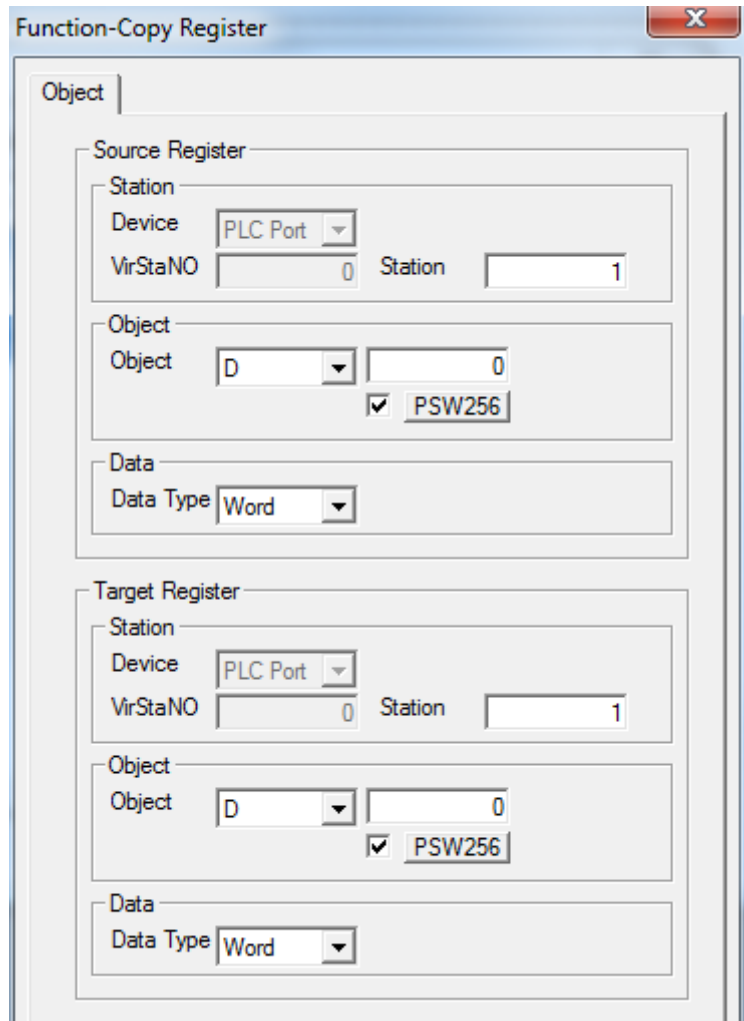 Function-Copy Register
Object
Source Register
Station
Device PLC Port
VirStaNO 0 Station 1
Object
Object D 0
PSW256
Data
Data Type Word
Target Register
Station
Device PLC Port
VirStaNO 0 Station 1
Object
Object D 0
PSW256
Data
Data Type Word